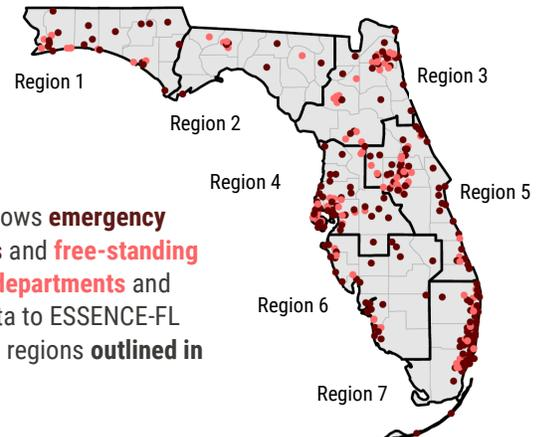 Region 1
Region 2
Region 3
Region 4
Region 5
ows emergency
s and free-standing
departments and
ta to ESSENCE-FL
regions outlined in
Region 6
Region 7